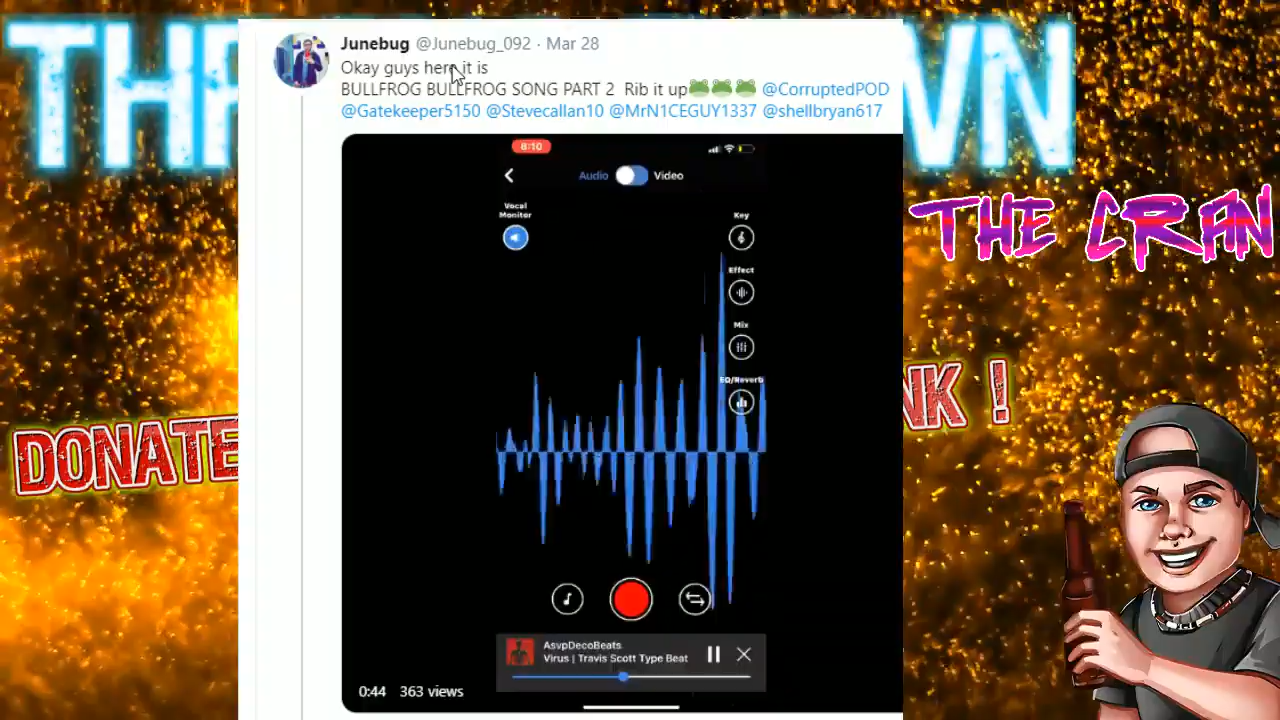 THR WN
Junebug @Junebug_092 · Mar 28
Okay guys here it is
BULLFROG BULLFROG SONG PART 2 Rib it up🐸🐸🐸 @CorruptedPOD
@Gatekeeper5150 @Stevecallan10 @MrN1CEGUY1337 @shellbryan617
8:10
Audio Video
Vocal
Monitor
Key
Effect
Mix
EQ/Reverb
AsvpDecoBeats
Virus | Travis Scott Type Beat
0:44 363 views
THE CRAN
DONATE NK !